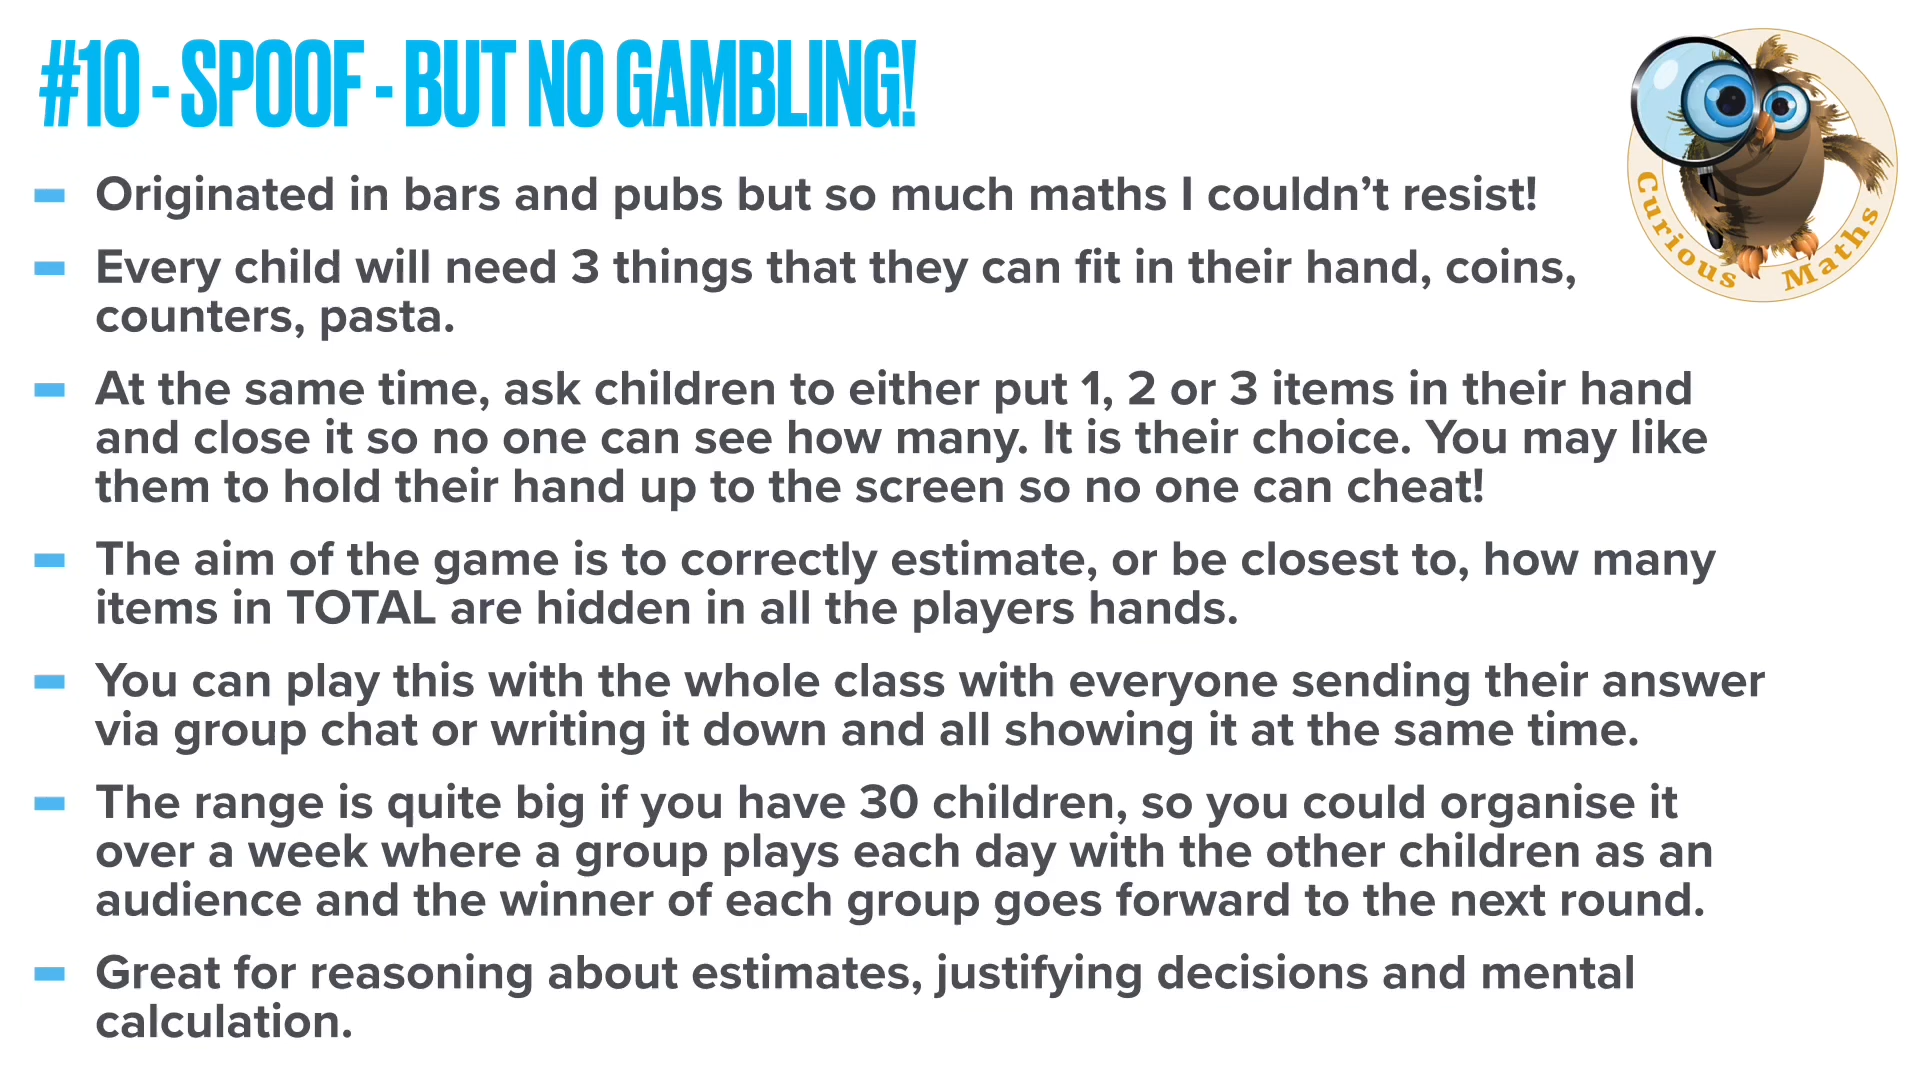 #10 - SPOOF - BUT NO GAMBLING!
Originated in bars and pubs but so much maths I couldn’t resist!
Every child will need 3 things that they can fit in their hand, coins,
counters, pasta.
At the same time, ask children to either put 1, 2 or 3 items in their hand
and close it so no one can see how many. It is their choice. You may like
them to hold their hand up to the screen so no one can cheat!
The aim of the game is to correctly estimate, or be closest to, how many
items in TOTAL are hidden in all the players hands.
You can play this with the whole class with everyone sending their answer
via group chat or writing it down and all showing it at the same time.
The range is quite big if you have 30 children, so you could organise it
over a week where a group plays each day with the other children as an
audience and the winner of each group goes forward to the next round.
Great for reasoning about estimates, justifying decisions and mental
calculation.
Curious Maths